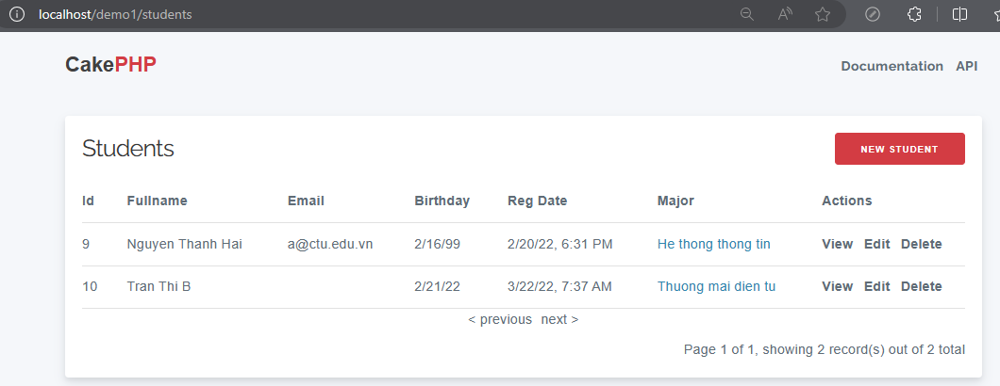 localhost/demo1/students
CakePHP Documentation API
Students NEW STUDENT
Id Fullname Email Birthday Reg Date Major Actions
9 Nguyen Thanh Hai a@ctu.edu.vn 2/16/99 2/20/22, 6:31 PM He thong thong tin View Edit Delete
10 Tran Thi B 2/21/22 3/22/22, 7:37 AM Thuong mai dien tu View Edit Delete
< previous next >
Page 1 of 1, showing 2 record(s) out of 2 total